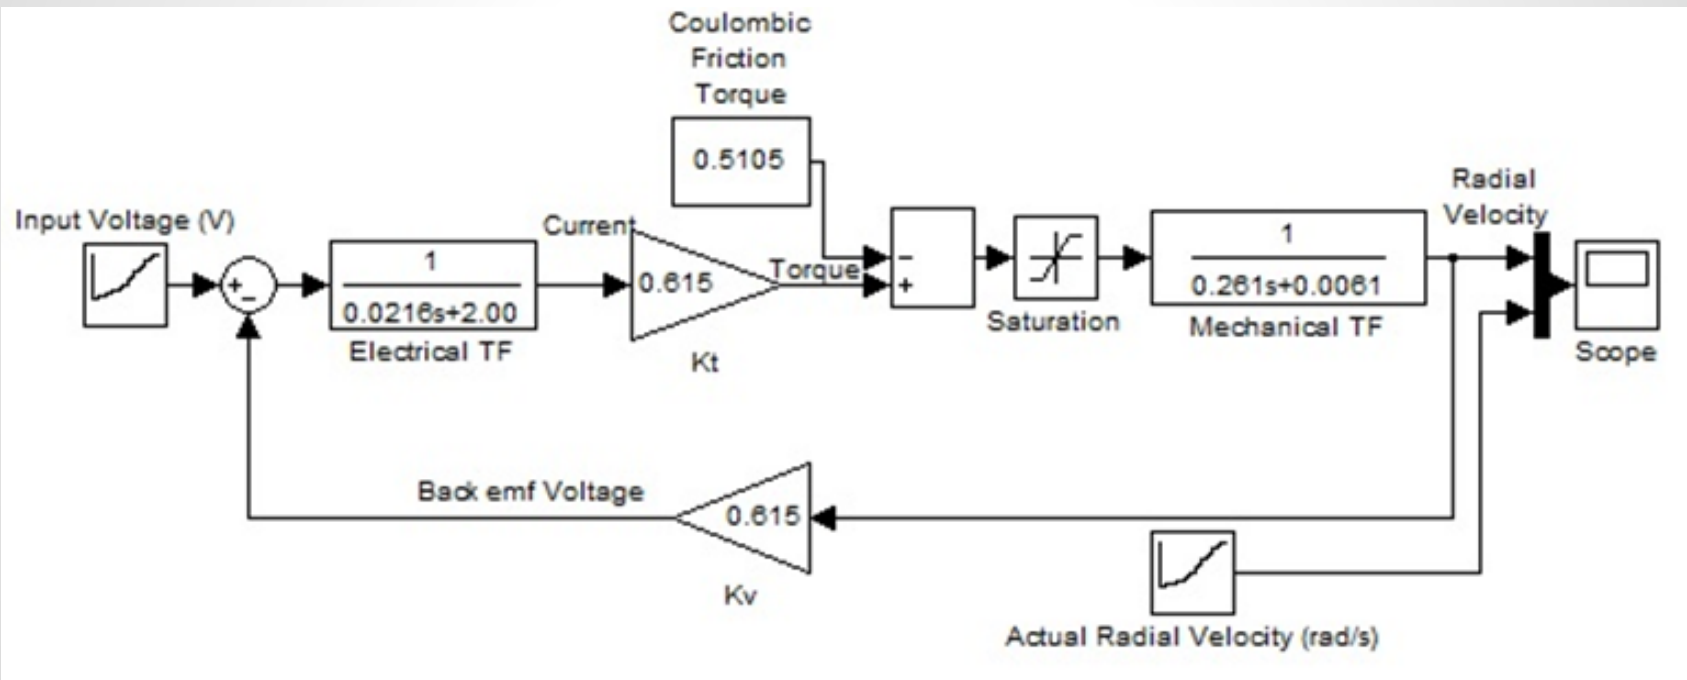 Coulombic
Friction
Torque
0.5105
Input Voltage (V)
+
−
1
0.0216s+2.00
Electrical TF
Current
0.615
Kt
Torque
−
+
Saturation
1
0.261s+0.0061
Mechanical TF
Radial
Velocity
Scope
Back emf Voltage
0.615
Kv
Actual Radial Velocity (rad/s)